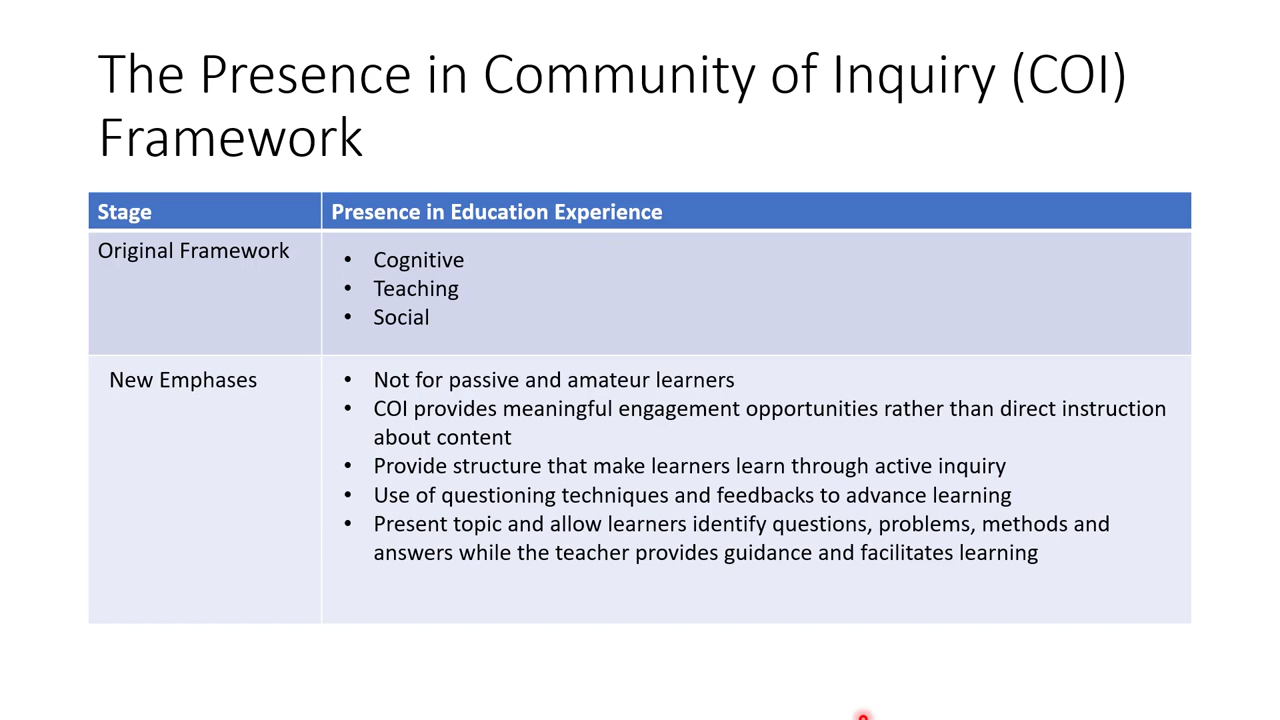 The Presence in Community of Inquiry (COI)
Framework
Stage
Presence in Education Experience
Original Framework
• Cognitive
• Teaching
• Social
New Emphases
• Not for passive and amateur learners
• COI provides meaningful engagement opportunities rather than direct instruction
about content
• Provide structure that make learners learn through active inquiry
• Use of questioning techniques and feedbacks to advance learning
• Present topic and allow learners identify questions, problems, methods and
answers while the teacher provides guidance and facilitates learning